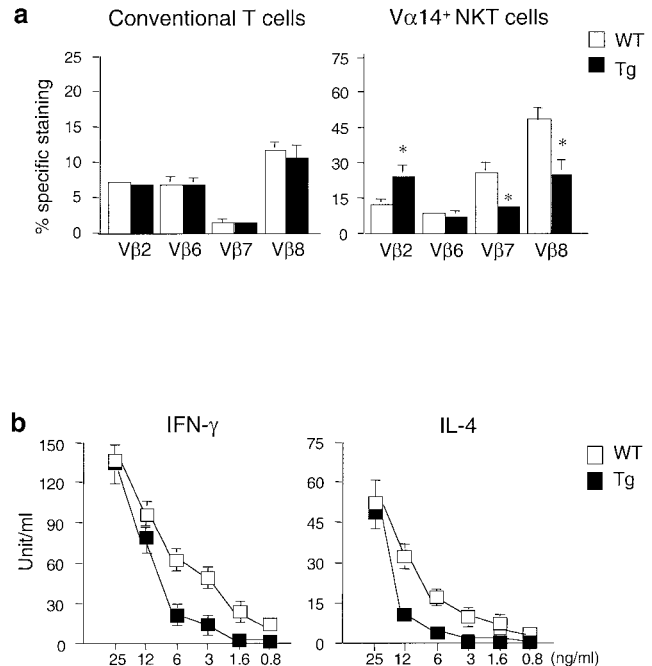 a Conventional T cells Vα14+ NKT cells
WT
Tg
% specific staining
25
20
15
10
5
0
Vβ2 Vβ6 Vβ7 Vβ8
75
60
45
30
15
0
* * *
Vβ2 Vβ6 Vβ7 Vβ8
b IFN-γ IL-4
WT
Tg
Unit/ml
150
120
90
60
30
0
25 12 6 3 1.6 0.8
75
60
45
30
15
0
25 12 6 3 1.6 0.8 (ng/ml)